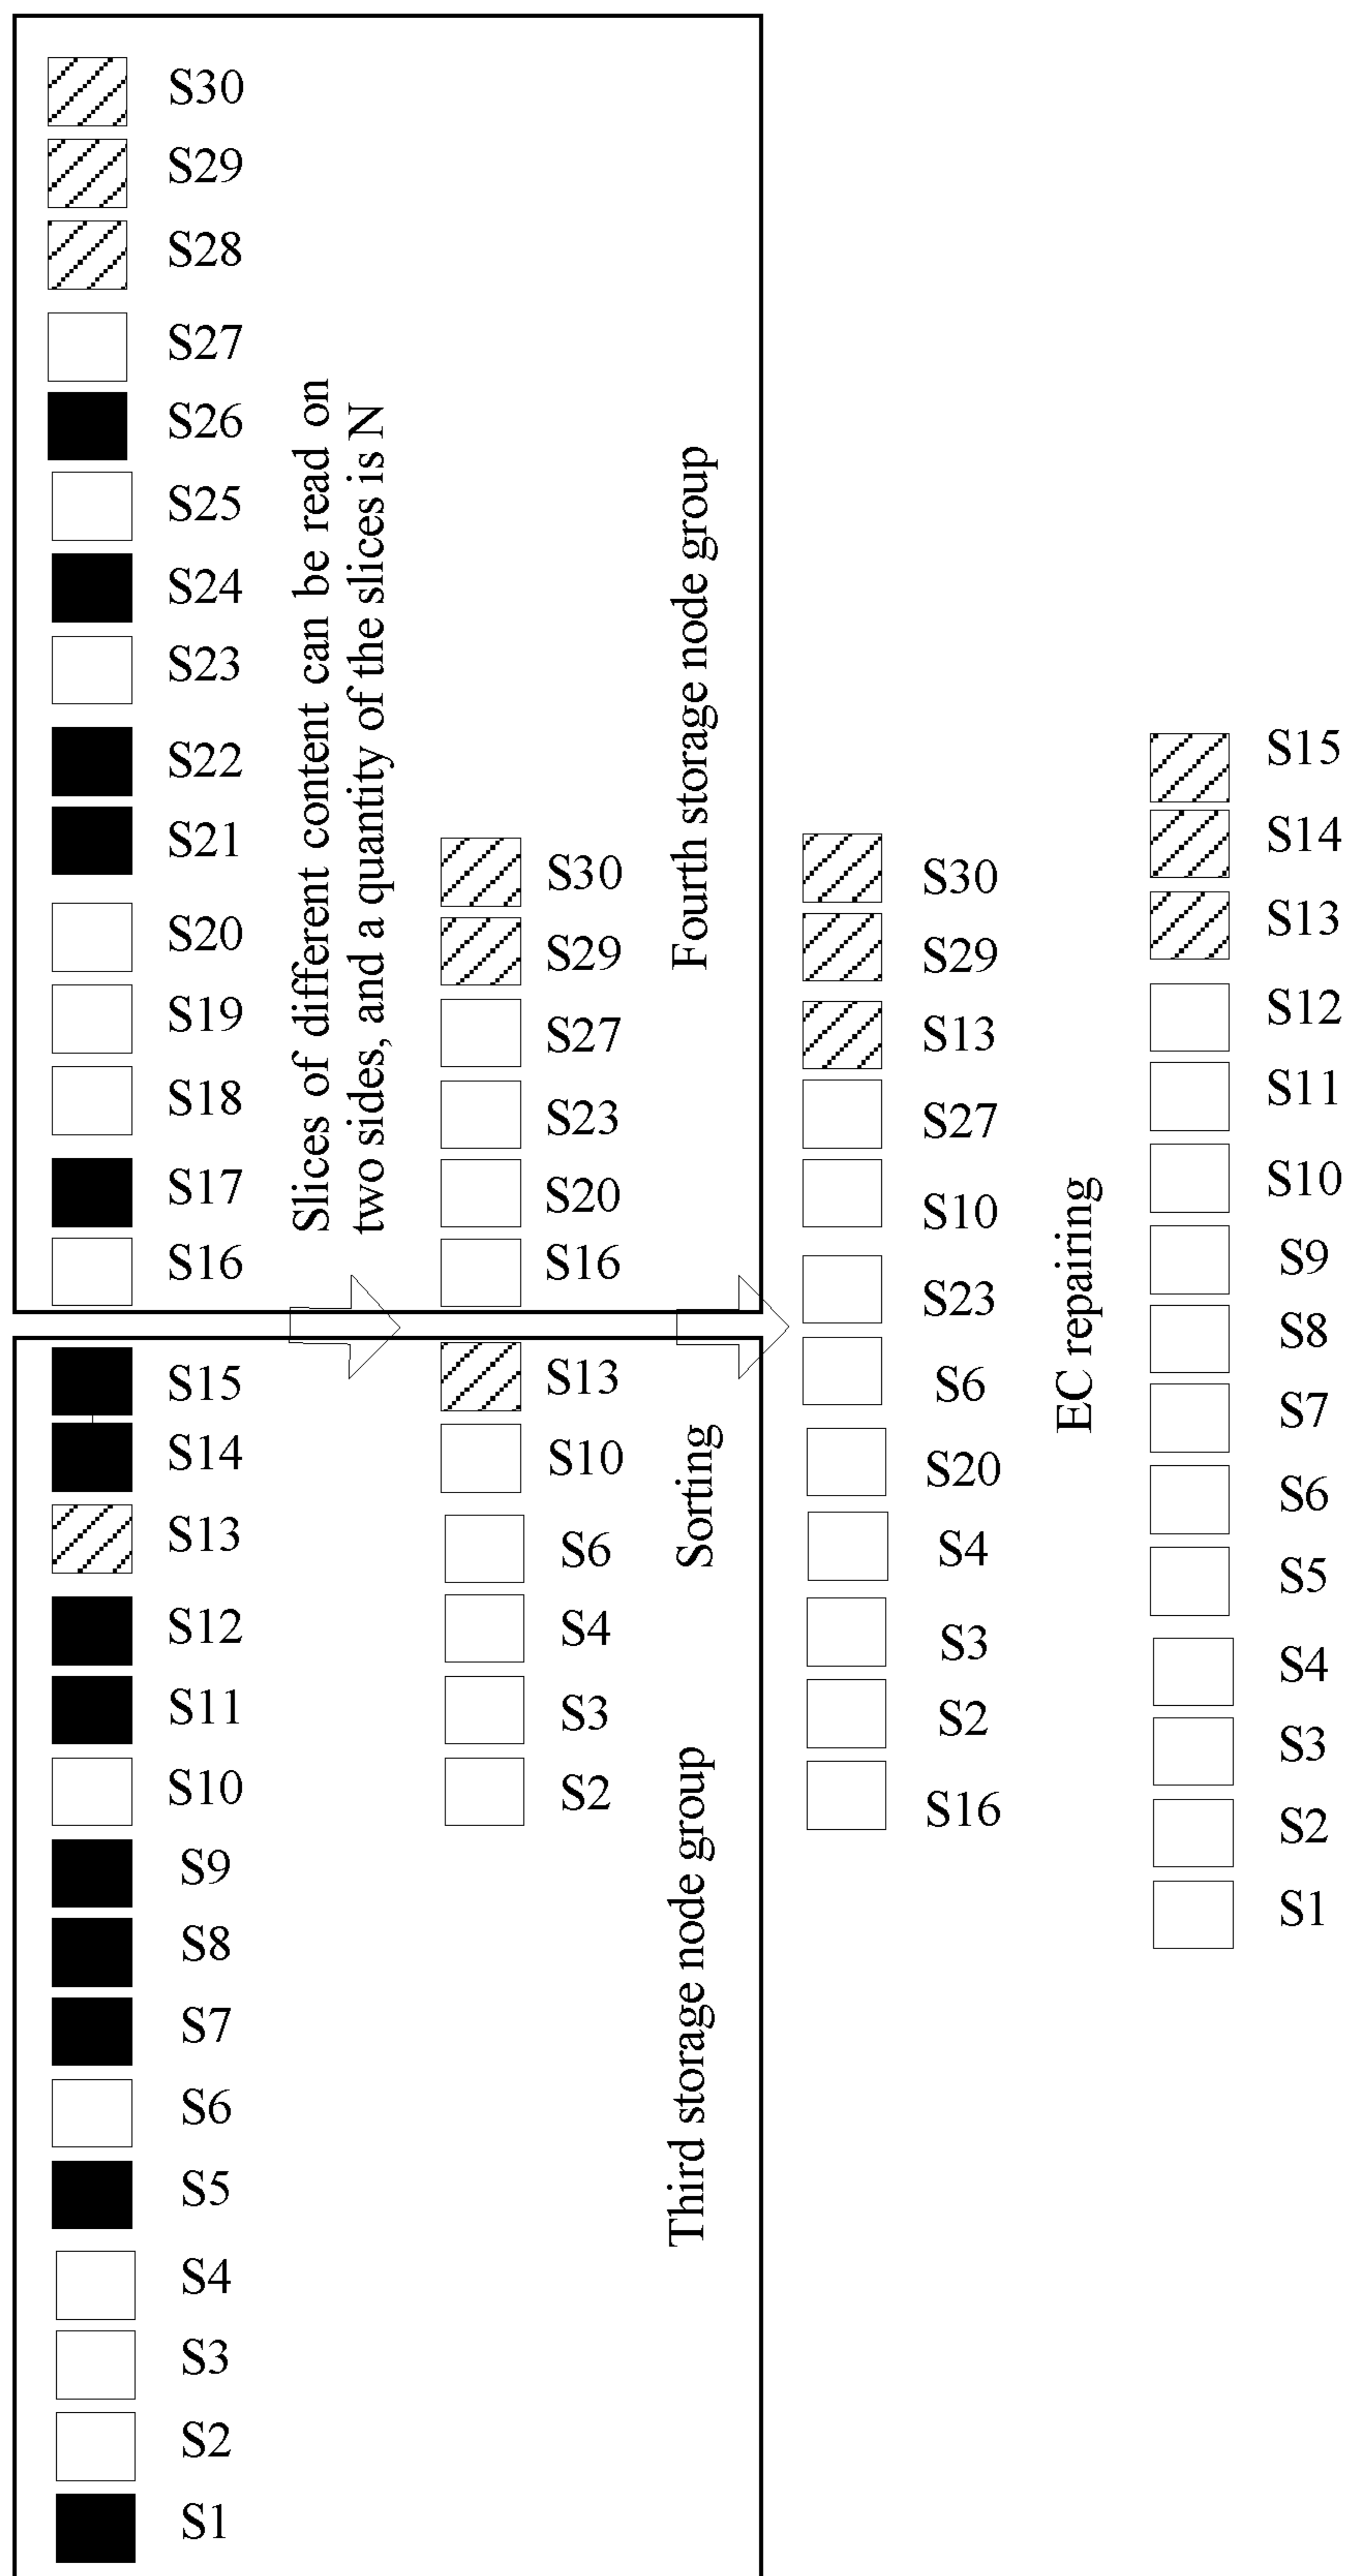 S30
S29
S28
S27
S26
S25
S24
S23
S22
S21
S20
S19
S18
S17
S16
Slices of different content can be read on
two sides, and a quantity of the slices is N
S30
S29
S27
S23
S20
S16
Fourth storage node group
S15
S14
S13
S12
S11
S10
S9
S8
S7
S6
S5
S4
S3
S2
S1
S13
S10
S6
S4
S3
S2
Sorting
Third storage node group
S30
S29
S13
S27
S10
S23
S6
S20
S4
S3
S2
S16
EC repairing
S15
S14
S13
S12
S11
S10
S9
S8
S7
S6
S5
S4
S3
S2
S1